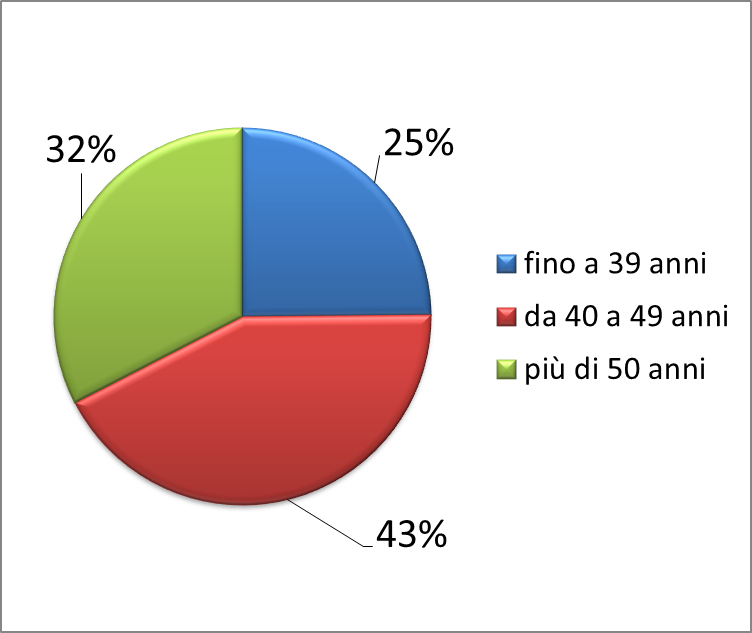 32%
25%
43%
fino a 39 anni
da 40 a 49 anni
più di 50 anni